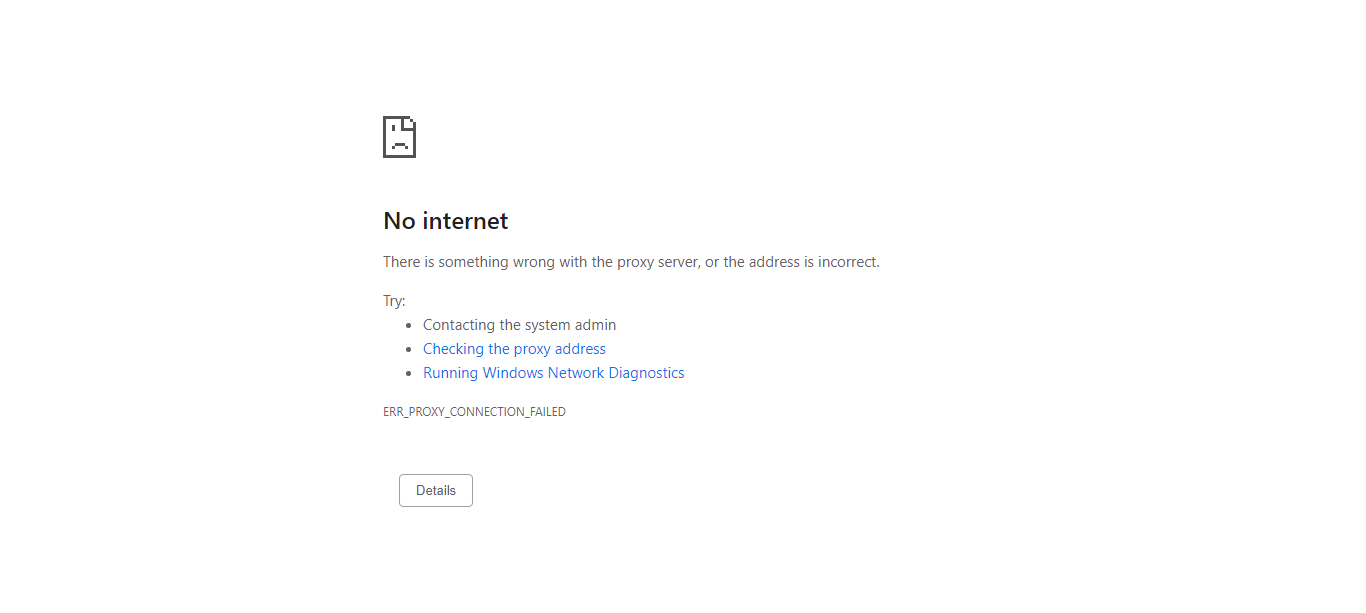 No internet
There is something wrong with the proxy server, or the address is incorrect.
Try:
• Contacting the system admin
• Checking the proxy address
• Running Windows Network Diagnostics
ERR_PROXY_CONNECTION_FAILED
Details